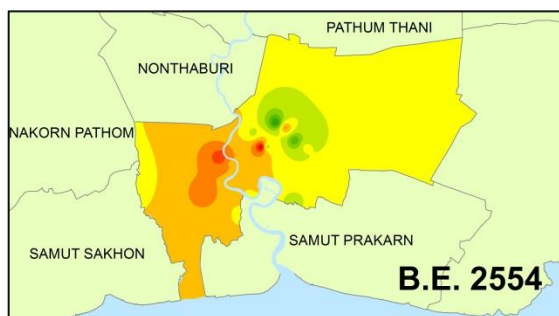 PATHUM THANI
NONTHABURI
NAKORN PATHOM
SAMUT SAKHON
SAMUT PRAKARN
B.E. 2554